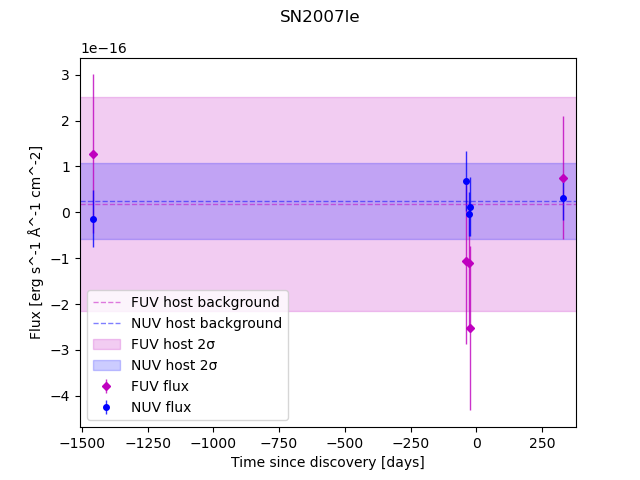 SN2007le
1e−16
3
2
1
0
−1
−2
−3
−4
Flux [erg s^-1 Å^-1 cm^-2]
FUV host background
NUV host background
FUV host 2σ
NUV host 2σ
FUV flux
NUV flux
−1500 −1250 −1000 −750 −500 −250 0 250
Time since discovery [days]